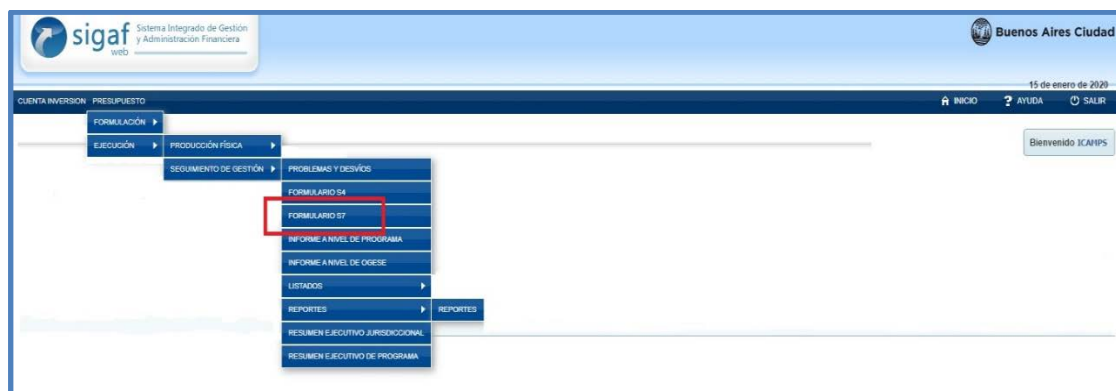 sigaf web
Sistema Integrado de Gestión
y Administración Financiera
Buenos Aires Ciudad
15 de enero de 2020
CUENTA INVERSION PRESUPUESTO
INICIO ? AYUDA SALIR
FORMULACIÓN
EJECUCIÓN
PRODUCCIÓN FÍSICA
Bienvenido ICAMPS
SEGUIMIENTO DE GESTIÓN
PROBLEMAS Y DESVÍOS
FORMULARIO S4
FORMULARIO S7
INFORME A NIVEL DE PROGRAMA
INFORME A NIVEL DE OGESE
LISTADOS
REPORTES
REPORTES
RESUMEN EJECUTIVO JURISDICCIONAL
RESUMEN EJECUTIVO DE PROGRAMA